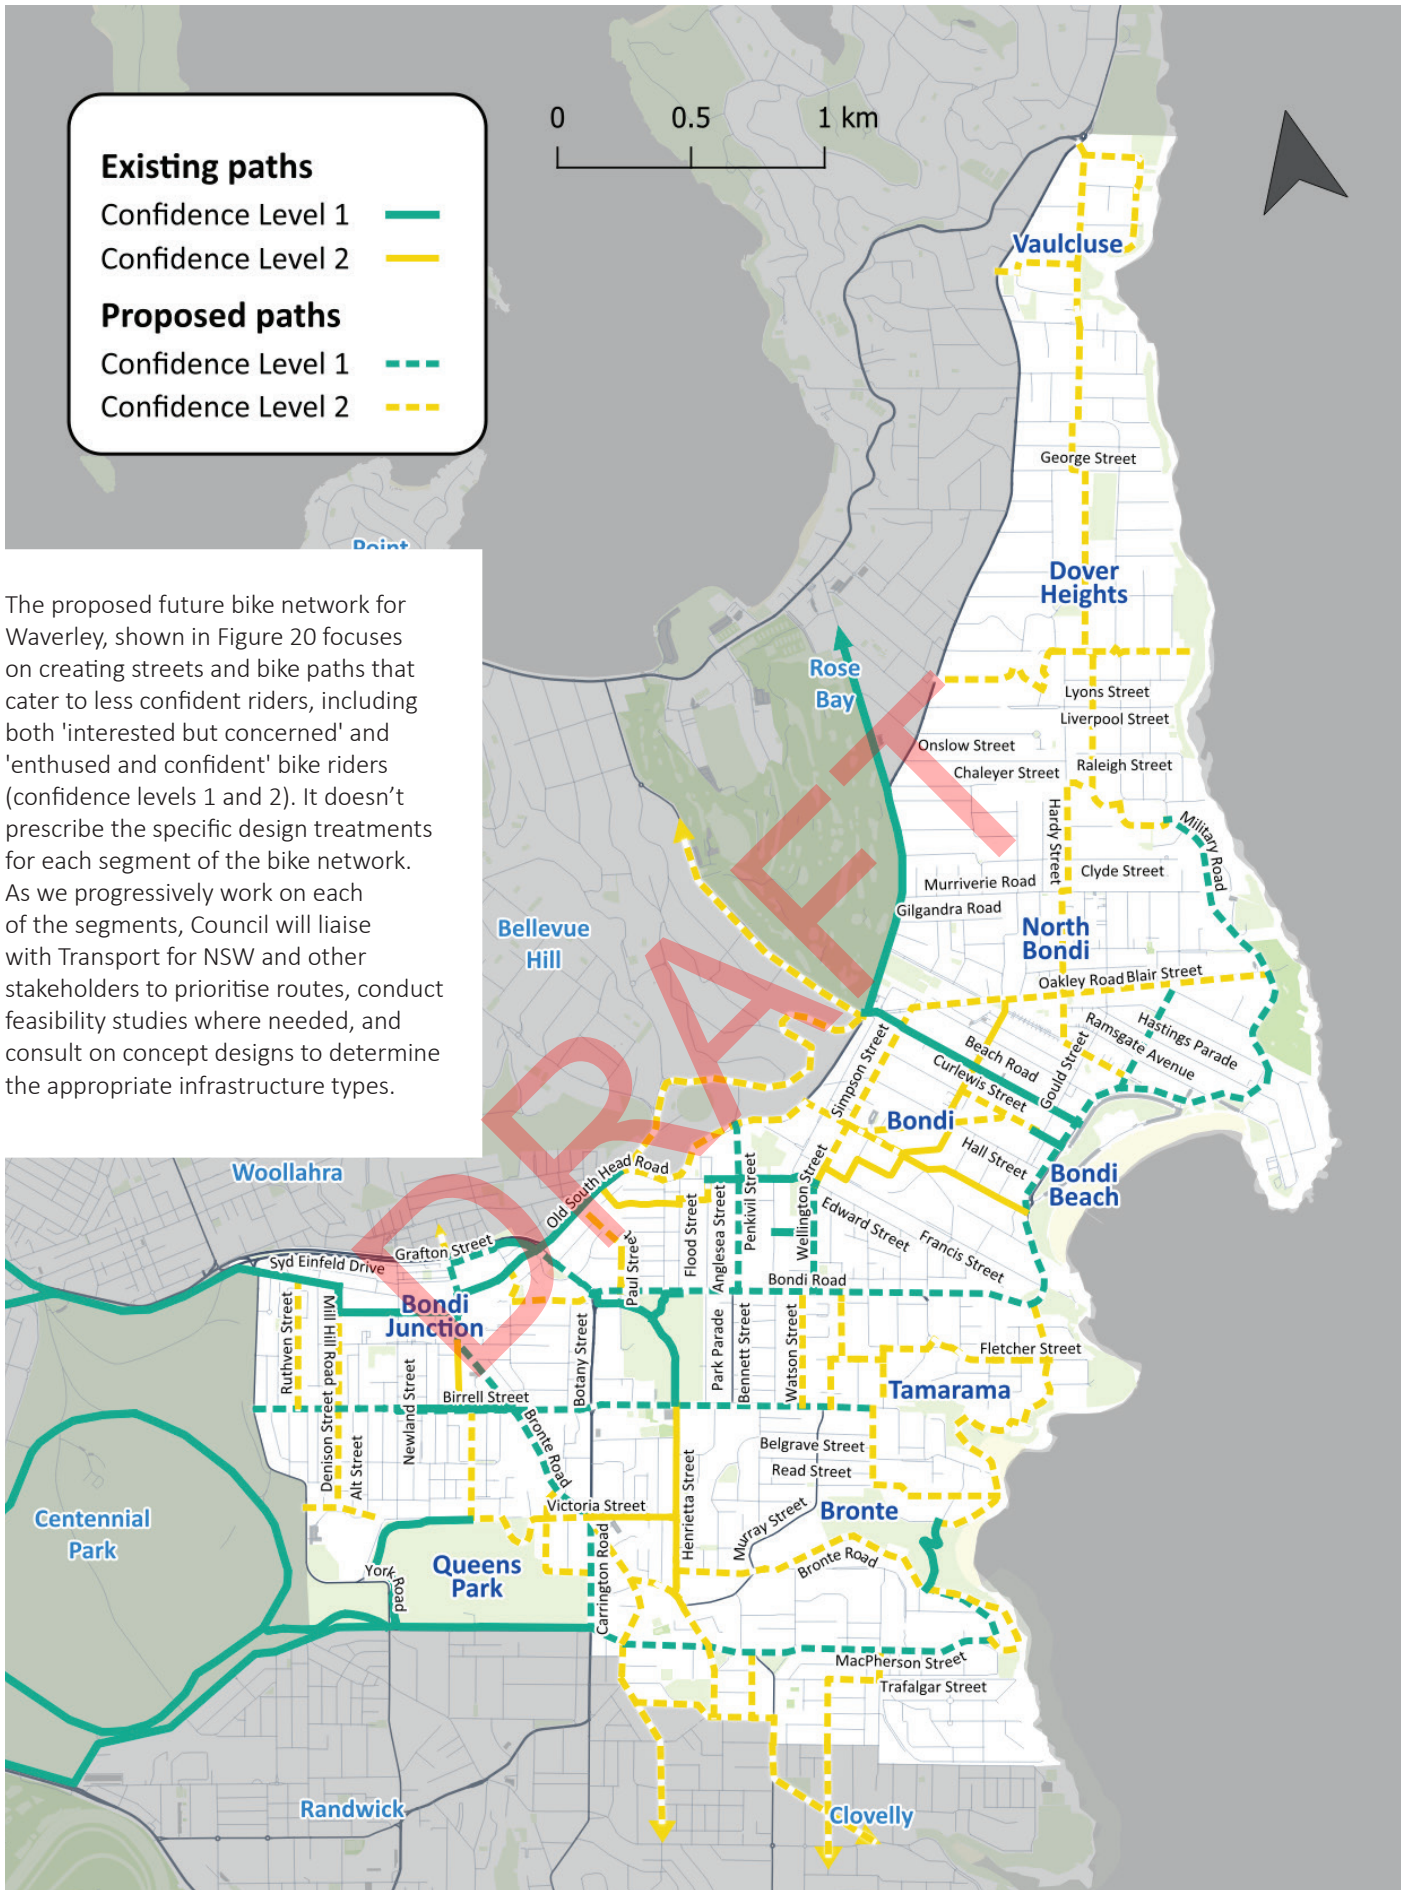 0 0.5 1 km
Existing paths
Confidence Level 1
Confidence Level 2
Proposed paths
Confidence Level 1
Confidence Level 2
Vaulcluse
George Street
Point
Dover
Heights
The proposed future bike network for
Waverley, shown in Figure 20 focuses
on creating streets and bike paths that
cater to less confident riders, including
both 'interested but concerned' and
'enthused and confident' bike riders
(confidence levels 1 and 2). It doesn’t
prescribe the specific design treatments
for each segment of the bike network.
As we progressively work on each
of the segments, Council will liaise
with Transport for NSW and other
stakeholders to prioritise routes, conduct
feasibility studies where needed, and
consult on concept designs to determine
the appropriate infrastructure types.
Rose
Bay
Lyons Street
Liverpool Street
Onslow Street
Chaleyer Street
Raleigh Street
Hardy Street
Military Road
Clyde Street
Murriverie Road
Gilgandra Road
Bellevue
Hill
North
Bondi
Oakley Road
Blair Street
Hastings Parade
Ramsgate Avenue
Beach Road
Curlewis Street
Gould Street
Simpson Street
Bondi
Hall Street
Bondi
Beach
DRAFT
Woollahra
Old South Head Road
Penkivil Street
Wellington Street
Flood Street
Anglesea Street
Edward Street
Francis Street
Grafton Street
Syd Einfeld Drive
Paul Street
Bondi Road
Bondi
Junction
Ruthven Street
Mill Hill Road
Denison Street
Newland Street
Alt Street
Botany Street
Park Parade
Bennett Street
Watson Street
Fletcher Street
Tamarama
Birrell Street
Bronte Road
Belgrave Street
Read Street
Henrietta Street
Victoria Street
Murray Street
Bronte
Bronte Road
Centennial
Park
York Road
Queens
Park
Carrington Road
MacPherson Street
Trafalgar Street
Randwick
Clovelly